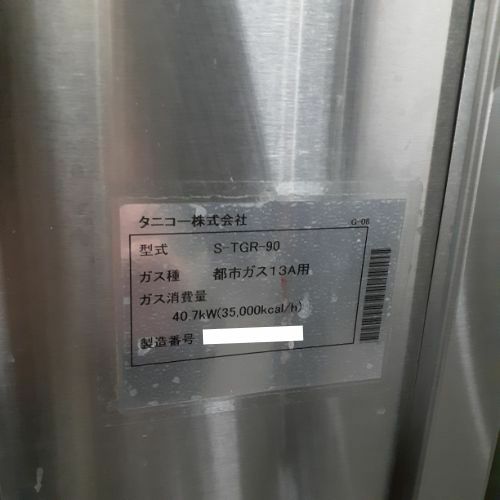 タニコー株式会社
G-06
型式 S-TGR-90
ガス種 都市ガス13A用
ガス消費量
40.7kW(35,000kcal/h)
製造番号